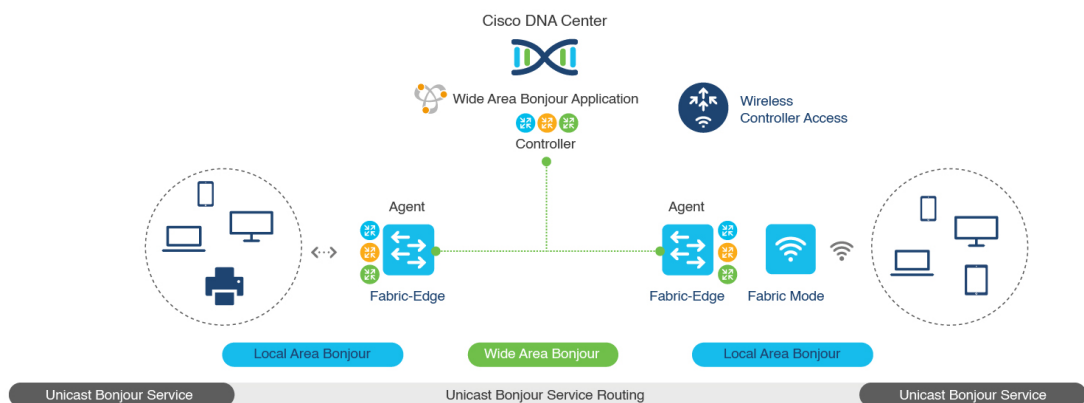 Cisco DNA Center
Wide Area Bonjour Application
Controller
Wireless
Controller Access
Agent
Agent
Fabric-Edge
Fabric-Edge
Fabric Mode
Local Area Bonjour
Wide Area Bonjour
Local Area Bonjour
Unicast Bonjour Service
Unicast Bonjour Service Routing
Unicast Bonjour Service